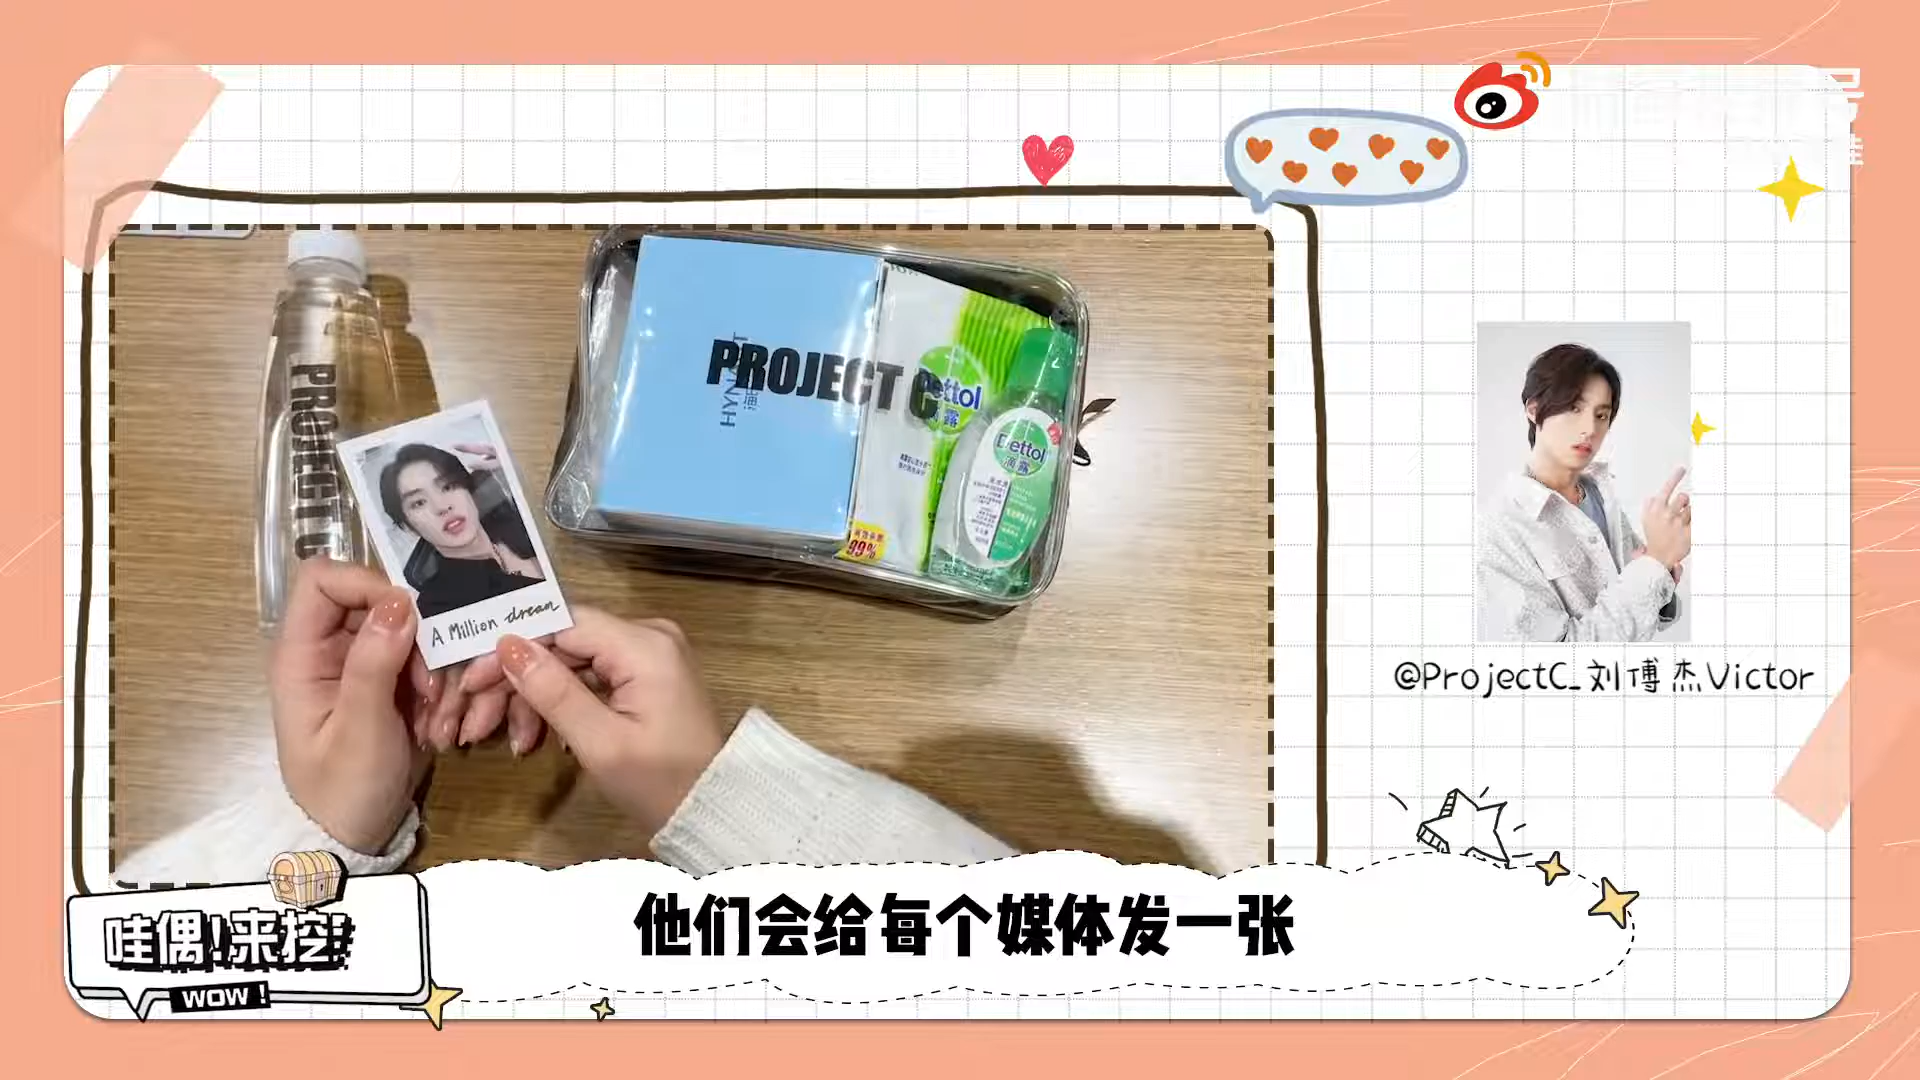 PROJECT C
HYN
PROJECT C
Dettol
滴露
Dettol
滴露
99%
A Million dream
@ProjectC_刘傅杰Victor
他们会给每个媒体发一张
哇偶!来挖!
WOW!